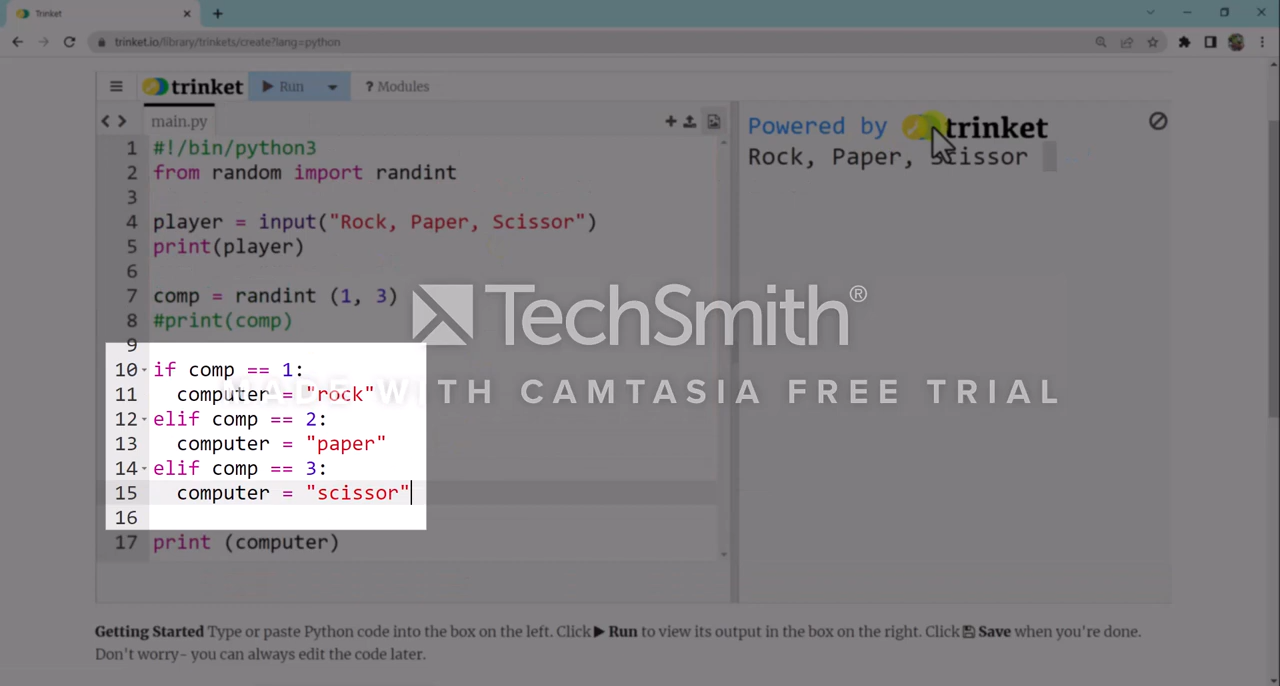 Trinket
trinket.io/library/trinkets/create?lang=python
trinket Run ? Modules
main.py
1 #!/bin/python3
2 from random import randint
3
4 player = input("Rock, Paper, Scissor")
5 print(player)
6
7 comp = randint (1, 3)
8 #print(comp)
9
10 if comp == 1:
11 computer = "rock"
12 elif comp == 2:
13 computer = "paper"
14 elif comp == 3:
15 computer = "scissor"
16
17 print (computer)
Powered by trinket
Rock, Paper, Scissor
TechSmith®
MADE WITH CAMTASIA FREE TRIAL
Getting Started Type or paste Python code into the box on the left. Click Run to view its output in the box on the right. Click Save when you're done.
Don't worry- you can always edit the code later.